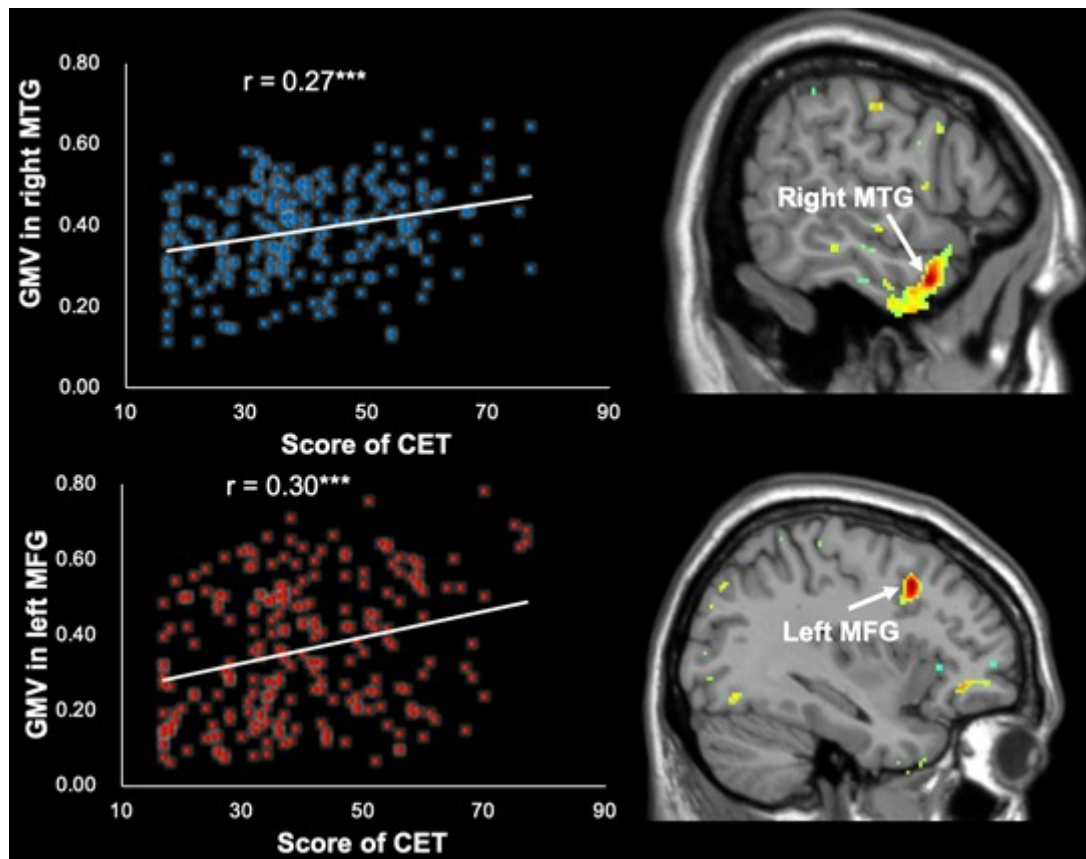 r = 0.27***
GMV in right MTG
0.80
0.60
0.40
0.20
0.00
10 30 50 70 90
Score of CET
Right MTG
r = 0.30***
GMV in left MFG
0.80
0.60
0.40
0.20
0.00
10 30 50 70 90
Score of CET
Left MFG